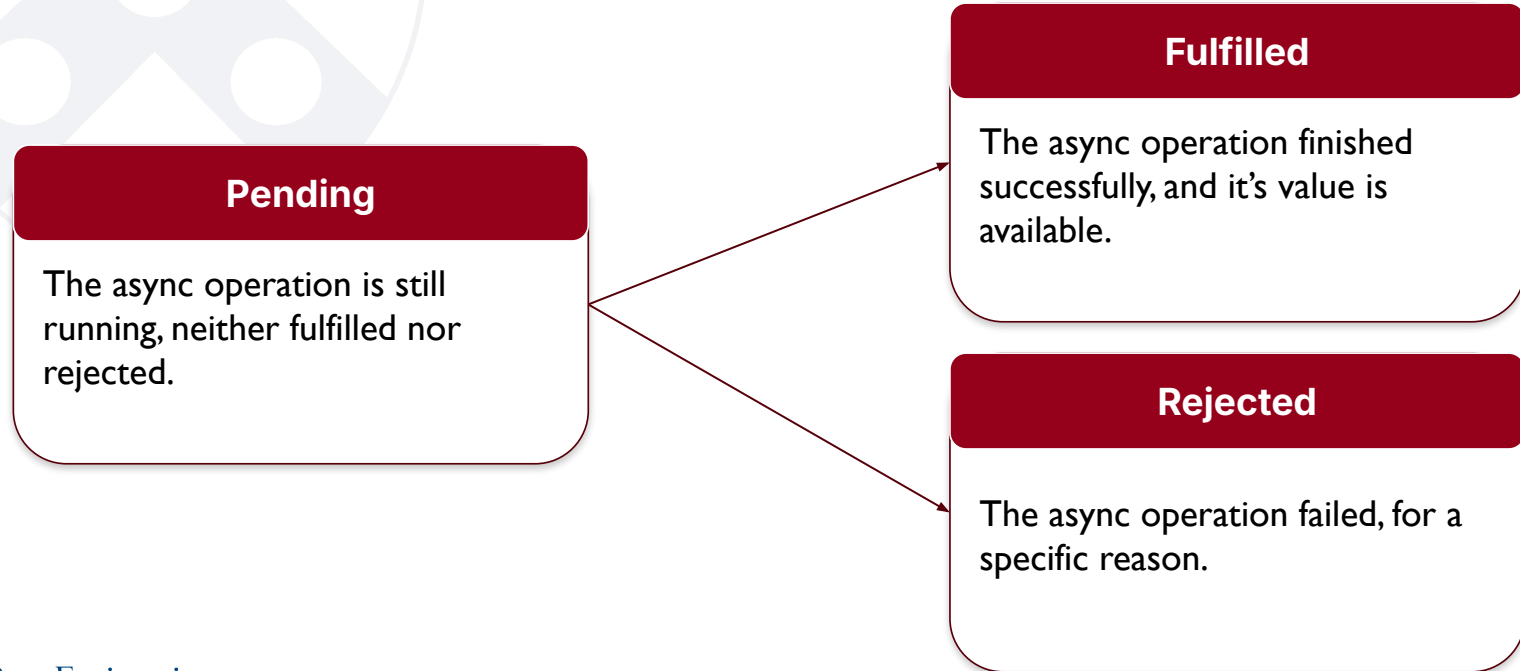 Pending
The async operation is still
running, neither fulfilled nor
rejected.
Fulfilled
The async operation finished
successfully, and it’s value is
available.
Rejected
The async operation failed, for a
specific reason.